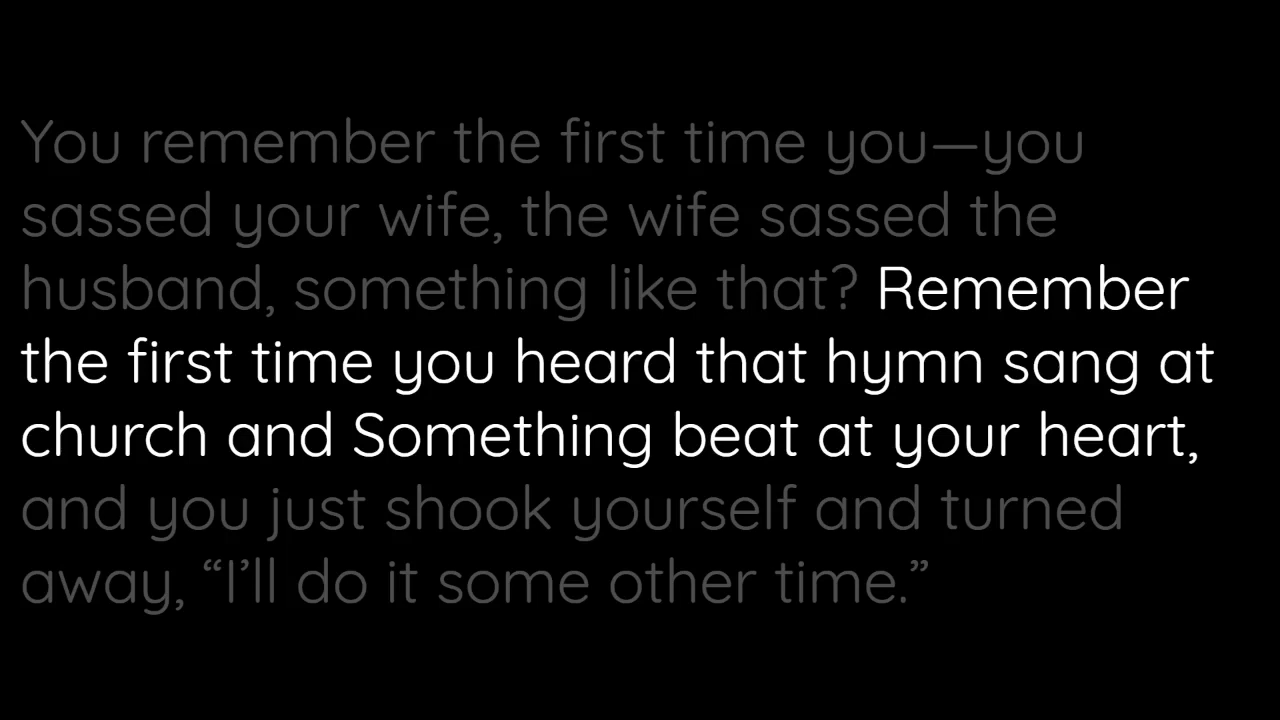 You remember the first time you—you
sassed your wife, the wife sassed the
husband, something like that? Remember
the first time you heard that hymn sang at
church and Something beat at your heart,
and you just shook yourself and turned
away, “I’ll do it some other time.”